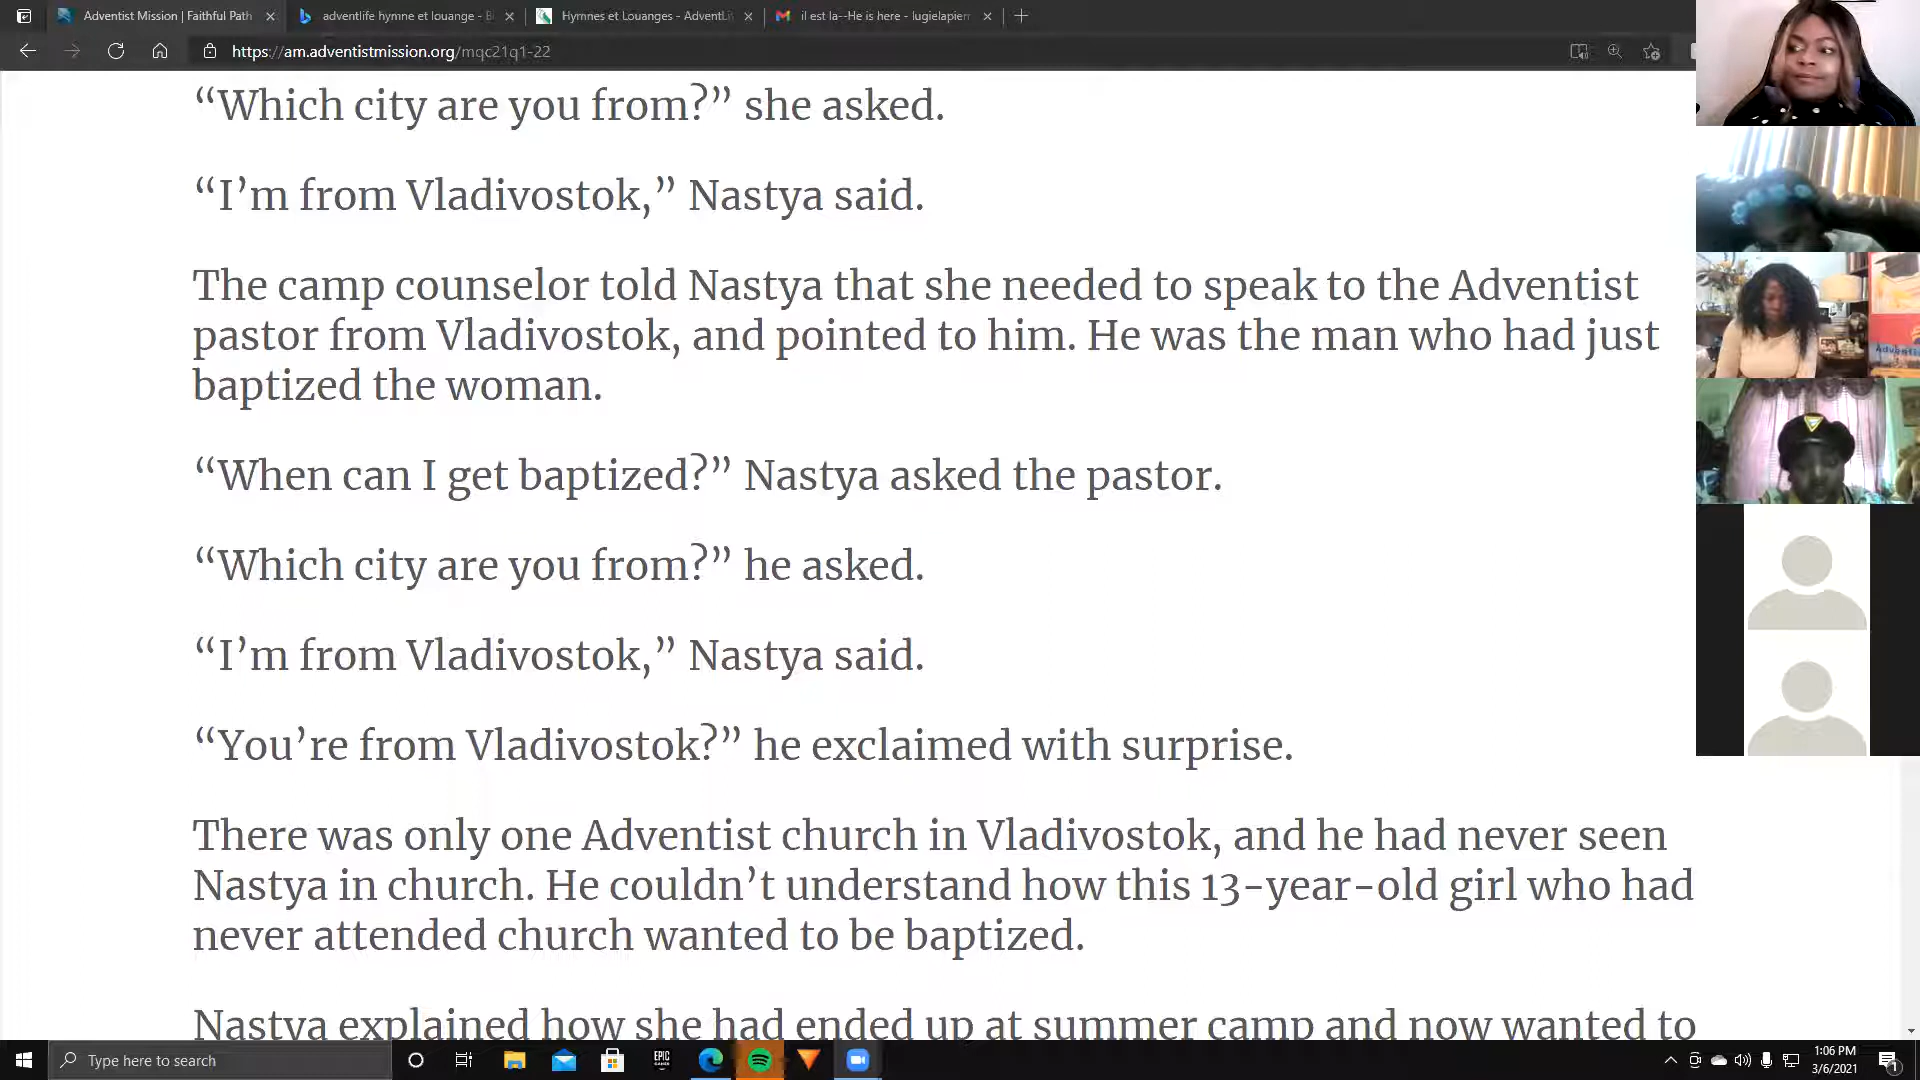 Adventist Mission | Faithful Path
adventlife hymne et louange - B
Hymnes et Louanges - AdventLi
il est la--He is here - lugielapier
https://am.adventistmission.org/mqc21q1-22
“Which city are you from?” she asked.
“I’m from Vladivostok,” Nastya said.
The camp counselor told Nastya that she needed to speak to the Adventist
pastor from Vladivostok, and pointed to him. He was the man who had just
baptized the woman.
“When can I get baptized?” Nastya asked the pastor.
“Which city are you from?” he asked.
“I’m from Vladivostok,” Nastya said.
“You’re from Vladivostok?” he exclaimed with surprise.
There was only one Adventist church in Vladivostok, and he had never seen
Nastya in church. He couldn’t understand how this 13-year-old girl who had
never attended church wanted to be baptized.
Nastya explained how she had ended up at summer camp and now wanted to
Type here to search
EPIC
1:06 PM
3/6/2021
1